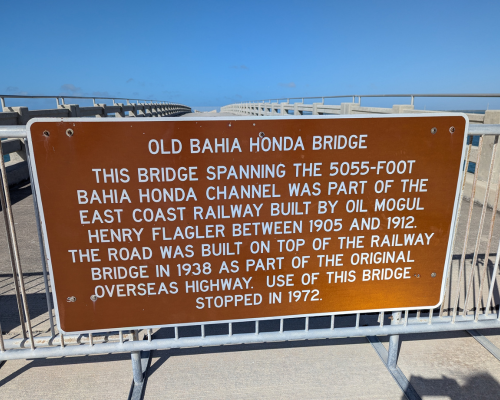 OLD BAHIA HONDA BRIDGE
THIS BRIDGE SPANNING THE 5055-FOOT
BAHIA HONDA CHANNEL WAS PART OF THE
EAST COAST RAILWAY BUILT BY OIL MOGUL
HENRY FLAGLER BETWEEN 1905 AND 1912.
THE ROAD WAS BUILT ON TOP OF THE RAILWAY
BRIDGE IN 1938 AS PART OF THE ORIGINAL
OVERSEAS HIGHWAY. USE OF THIS BRIDGE
STOPPED IN 1972.